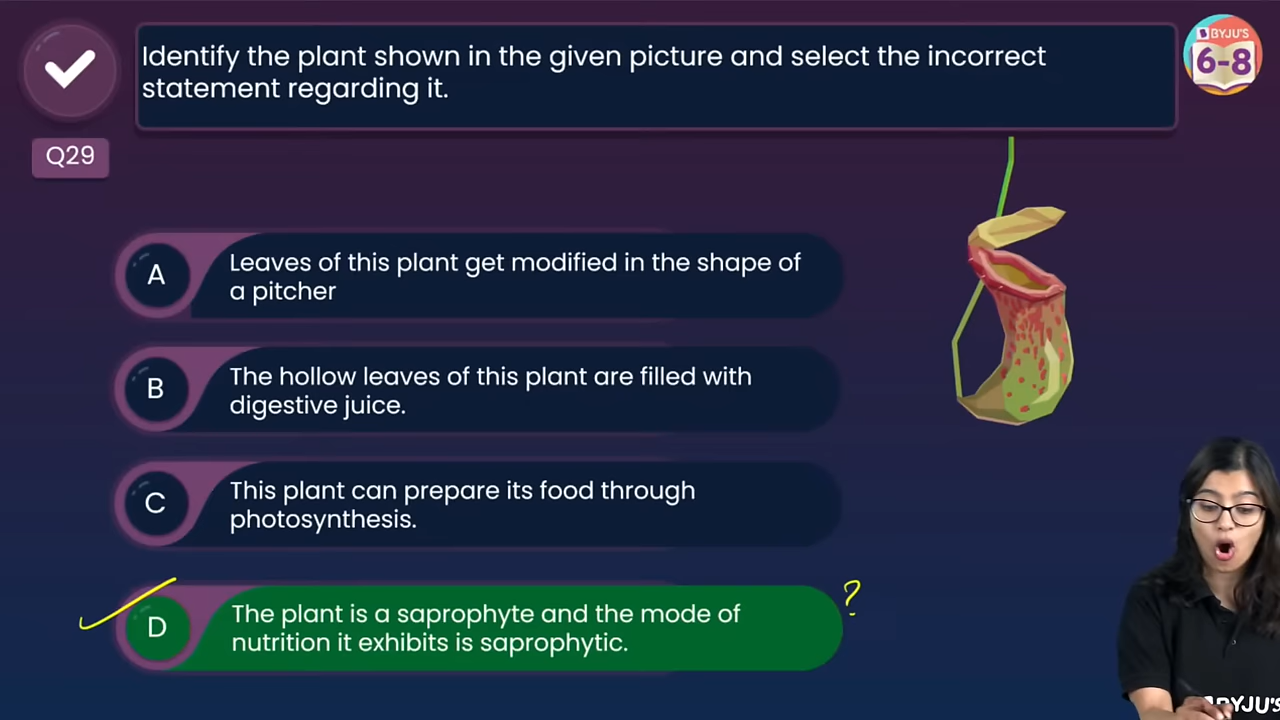 Identify the plant shown in the given picture and select the incorrect
statement regarding it.
BYJU'S
6-8
Q29
A
Leaves of this plant get modified in the shape of
a pitcher
B
The hollow leaves of this plant are filled with
digestive juice.
C
This plant can prepare its food through
photosynthesis.
D
The plant is a saprophyte and the mode of
nutrition it exhibits is saprophytic.
?
BYJU'S